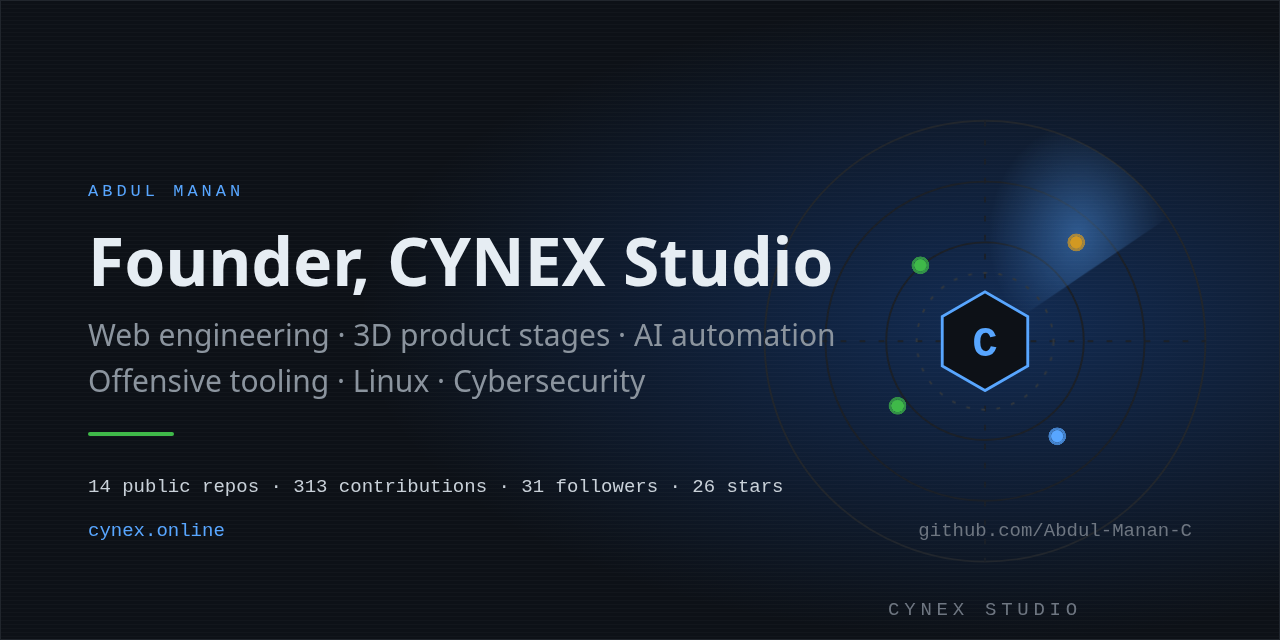 ABDUL MANAN
Founder, CYNEX Studio
Web engineering · 3D product stages · AI automation
Offensive tooling · Linux · Cybersecurity
C
14 public repos · 313 contributions · 31 followers · 26 stars
cynex.online
github.com/Abdul-Manan-C
CYNEX STUDIO